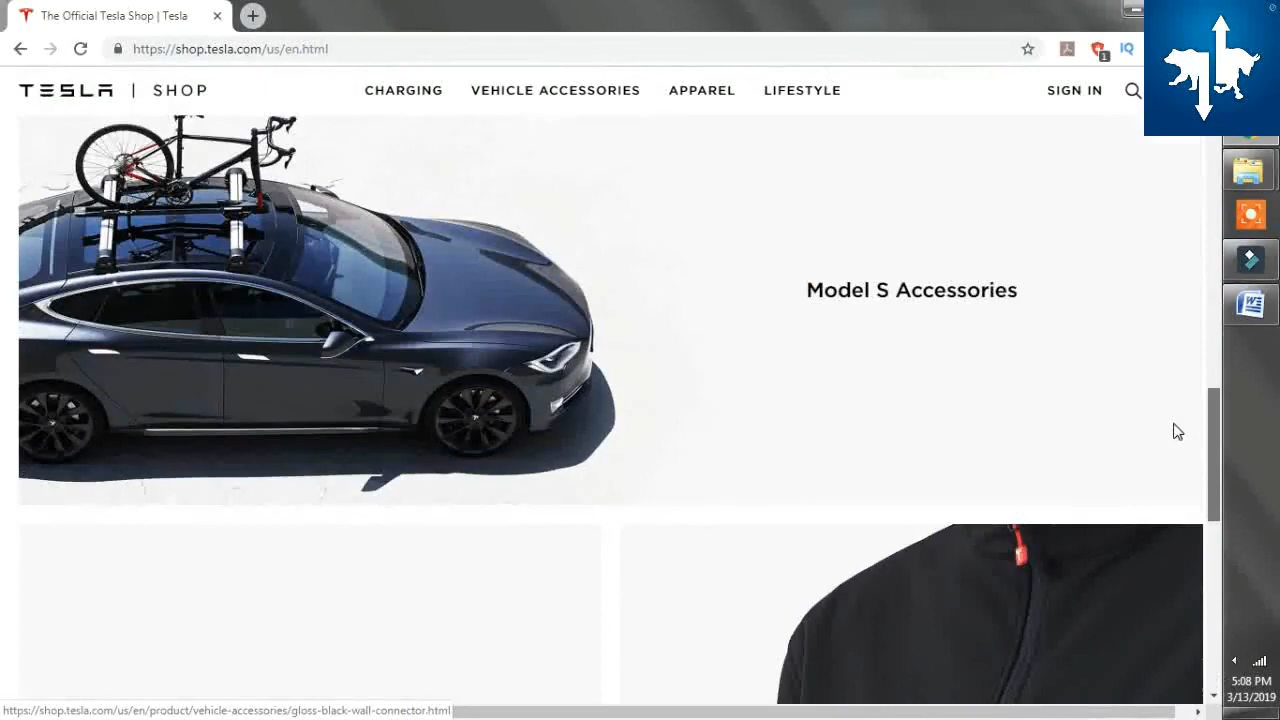 The Official Tesla Shop | Tesla
https://shop.tesla.com/us/en.html
1
IQ
TESLA | SHOP
CHARGING
VEHICLE ACCESSORIES
APPAREL
LIFESTYLE
SIGN IN
Model S Accessories
W
5:08 PM
3/13/2019
https://shop.tesla.com/us/en/product/vehicle-accessories/gloss-black-wall-connector.html